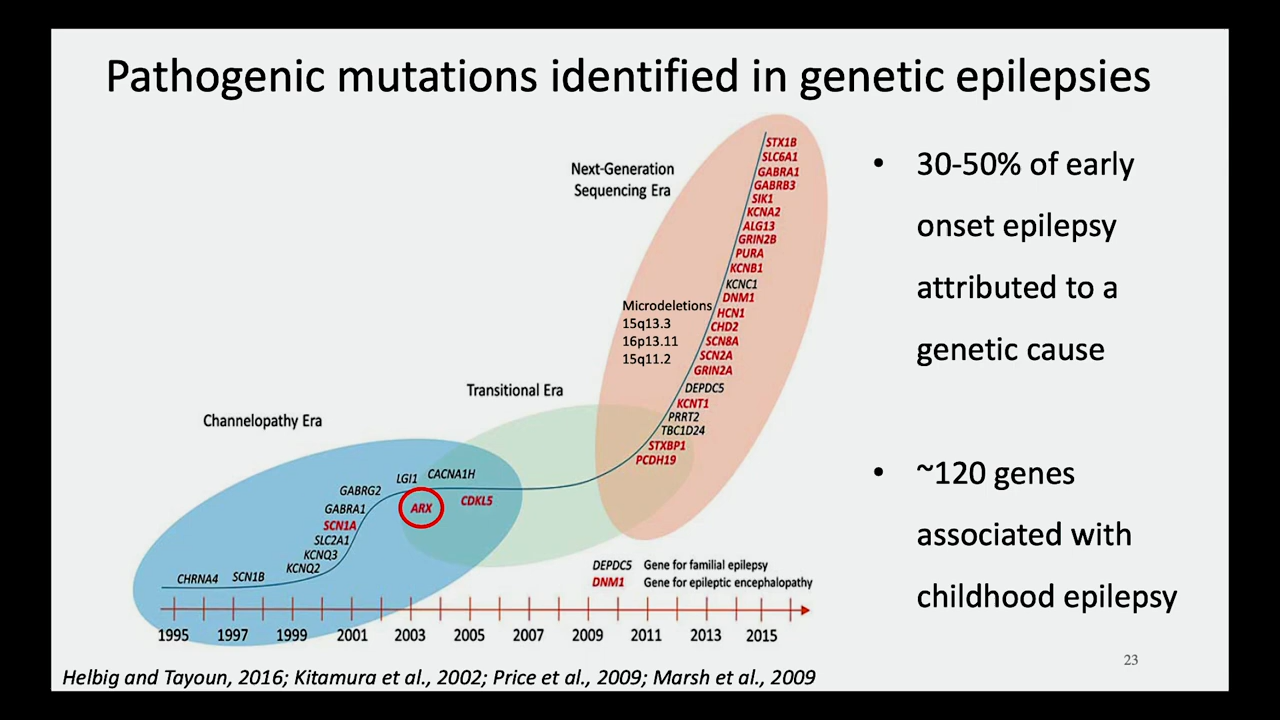 Pathogenic mutations identified in genetic epilepsies
Next-Generation
Sequencing Era
STX1B
SLC6A1
GABRA1
GABRB3
SIK1
KCNA2
ALG13
GRIN2B
PURA
KCNB1
KCNC1
DNM1
HCN1
CHD2
SCN8A
SCN2A
GRIN2A
DEPDC5
KCNT1
PRRT2
TBC1D24
STXBP1
PCDH19
Microdeletions
15q13.3
16p13.11
15q11.2
Transitional Era
Channelopathy Era
LGI1
CACNA1H
GABRG2
GABRA1
ARX
CDKL5
SCN1A
SLC2A1
KCNQ3
KCNQ2
CHRNA4
SCN1B
DEPDC5 Gene for familial epilepsy
DNM1 Gene for epileptic encephalopathy
1995 1997 1999 2001 2003 2005 2007 2009 2011 2013 2015
• 30-50% of early
onset epilepsy
attributed to a
genetic cause
• ~120 genes
associated with
childhood epilepsy
23
Helbig and Tayoun, 2016; Kitamura et al., 2002; Price et al., 2009; Marsh et al., 2009